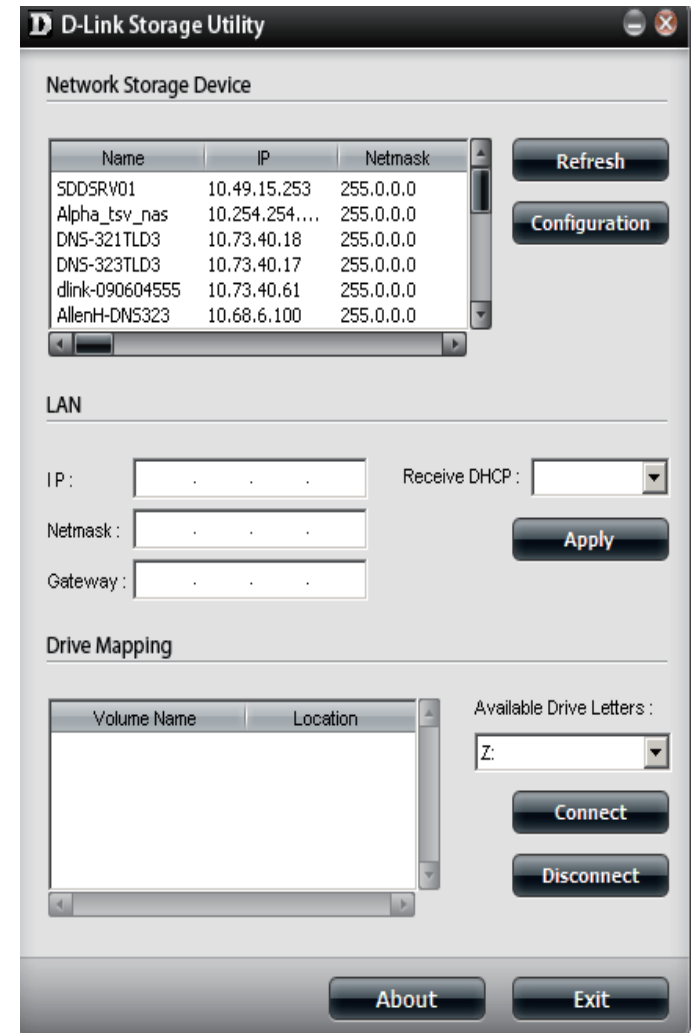 D D-Link Storage Utility
Network Storage Device
Name IP Netmask
SDDSRV01 10.49.15.253 255.0.0.0
Alpha_tsv_nas 10.254.254.... 255.0.0.0
DNS-321TLD3 10.73.40.18 255.0.0.0
DNS-323TLD3 10.73.40.17 255.0.0.0
dlink-090604555 10.73.40.61 255.0.0.0
AllenH-DNS323 10.68.6.100 255.0.0.0
Refresh
Configuration
LAN
IP : . . .
Receive DHCP :
Netmask : . . .
Apply
Gateway : . . .
Drive Mapping
Volume Name Location
Available Drive Letters :
Z:
Connect
Disconnect
About Exit